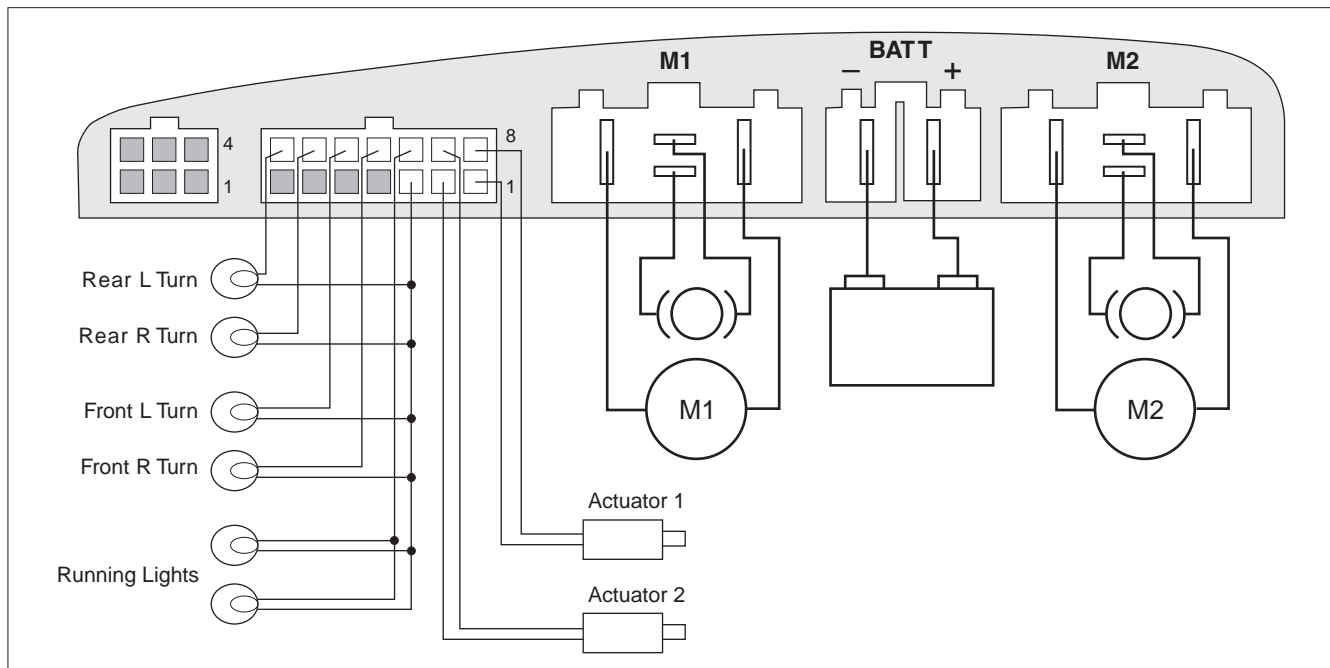 M1
BATT
M2
– +
4
1
8
1
Rear L Turn
Rear R Turn
Front L Turn
Front R Turn
Running Lights
M1
M2
Actuator 1
Actuator 2